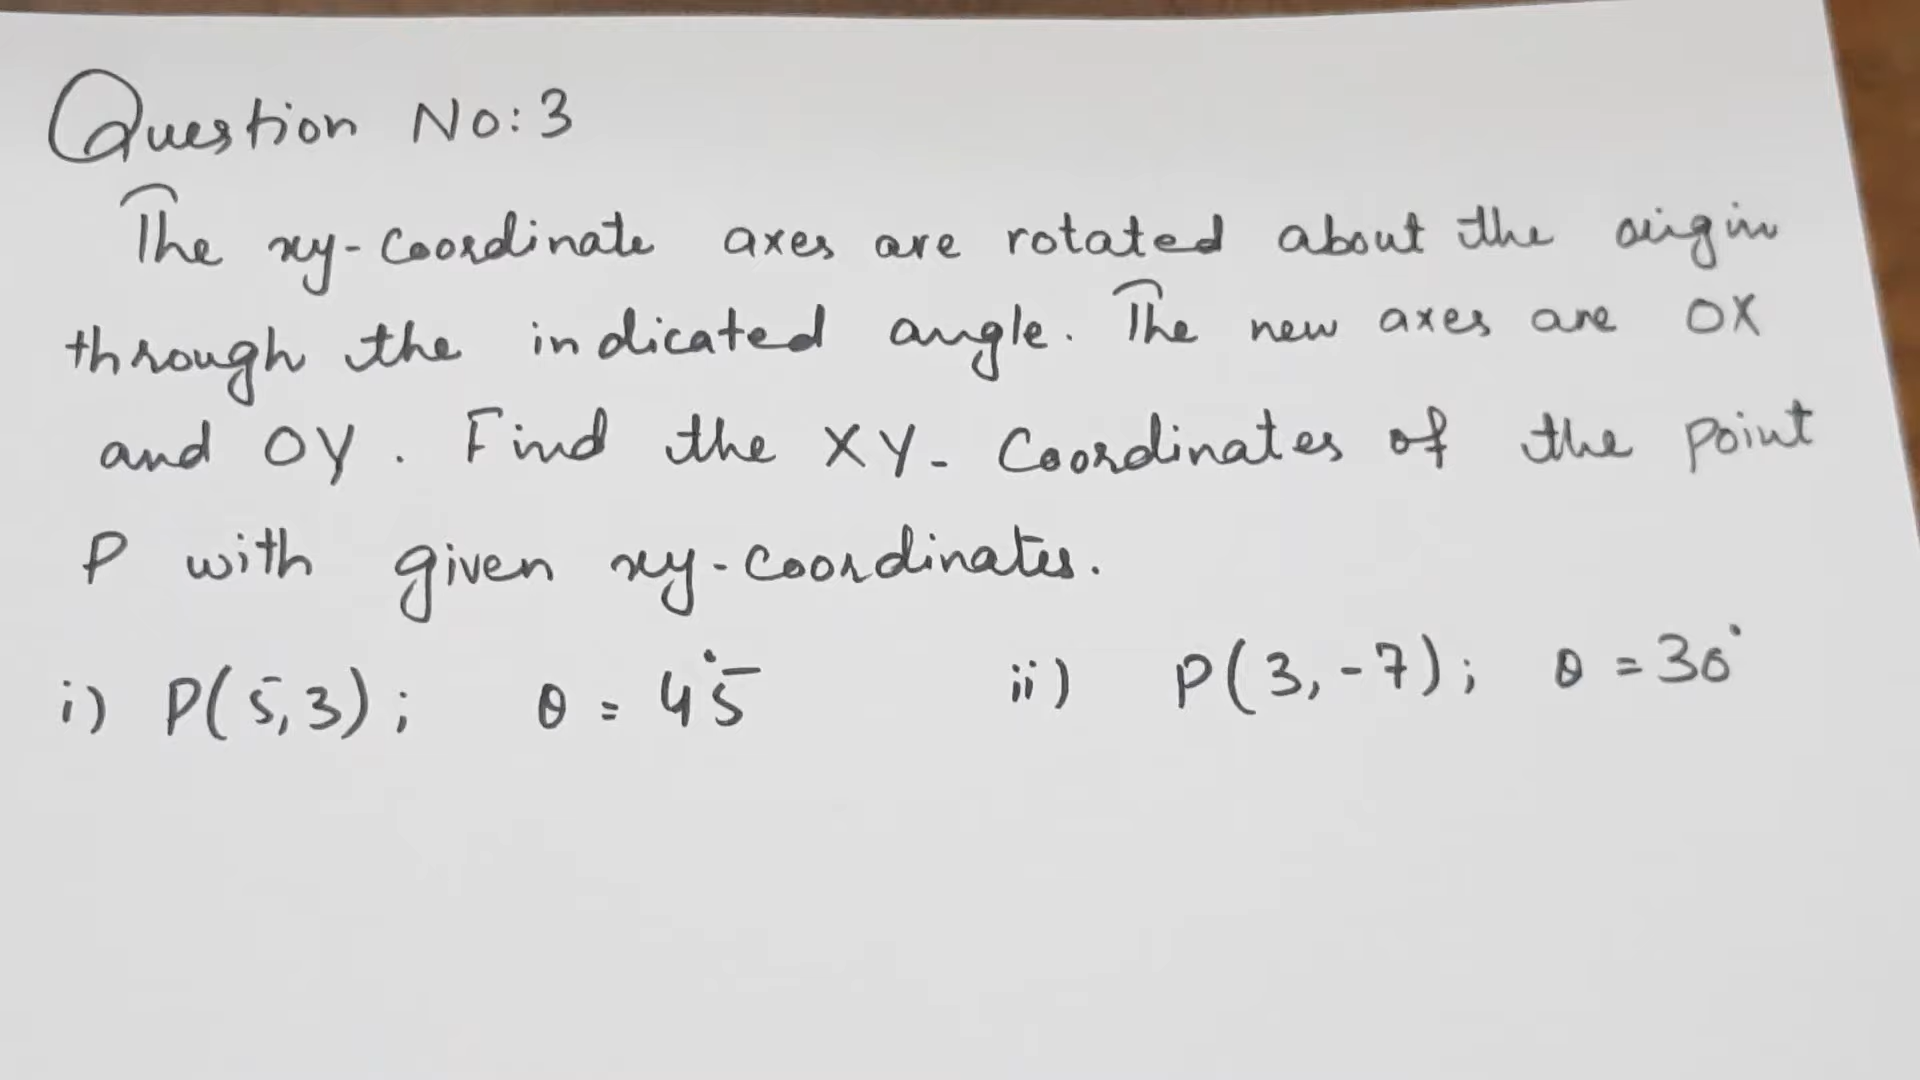 Question No: 3
The xy-coordinate axes are rotated about the origin
through the indicated angle. The new axes are OX
and OY. Find the XY-Coordinates of the point
P with given xy-coordinates.
i) P(5,3); θ = 45° ii) P(3,-7); θ = 30°